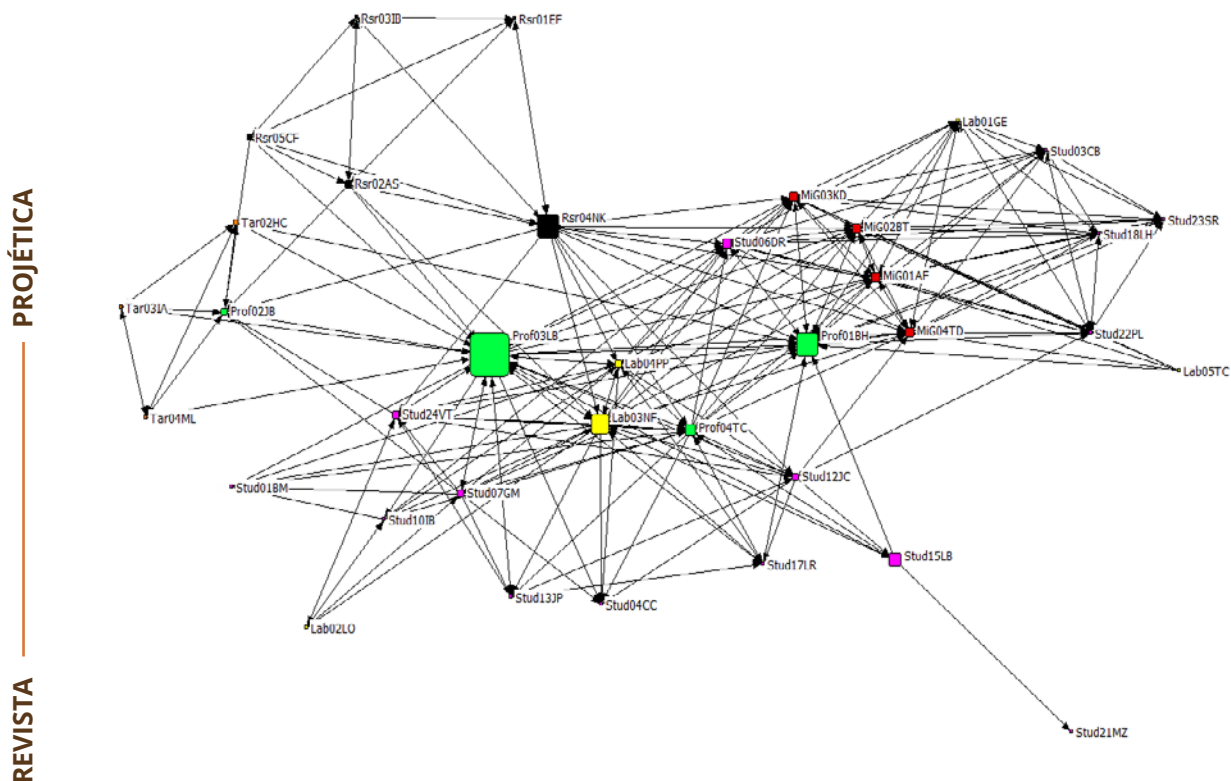 REVISTA PROJÉTICA
Rsr03IB
Rsr01EF
Lab01GE
Rsr05CF
Stud03CB
Rsr02AS
MiG03KD
Tar02HC
Rsr04NK
Stud23SR
MiG02BT
Stud18LH
Stud06DR
MiG01AF
Tar03IA
Prof02JB
Prof03LB
Prof01BH
MiG04TD
Stud22PL
Lab04PP
Lab05TC
Tar04ML
Stud24VT
Lab03NF
Prof04TC
Stud01BM
Stud07GM
Stud12JC
Stud10IB
Stud15LB
Stud17LR
Stud13JP
Stud04CC
Lab02LO
Stud21MZ